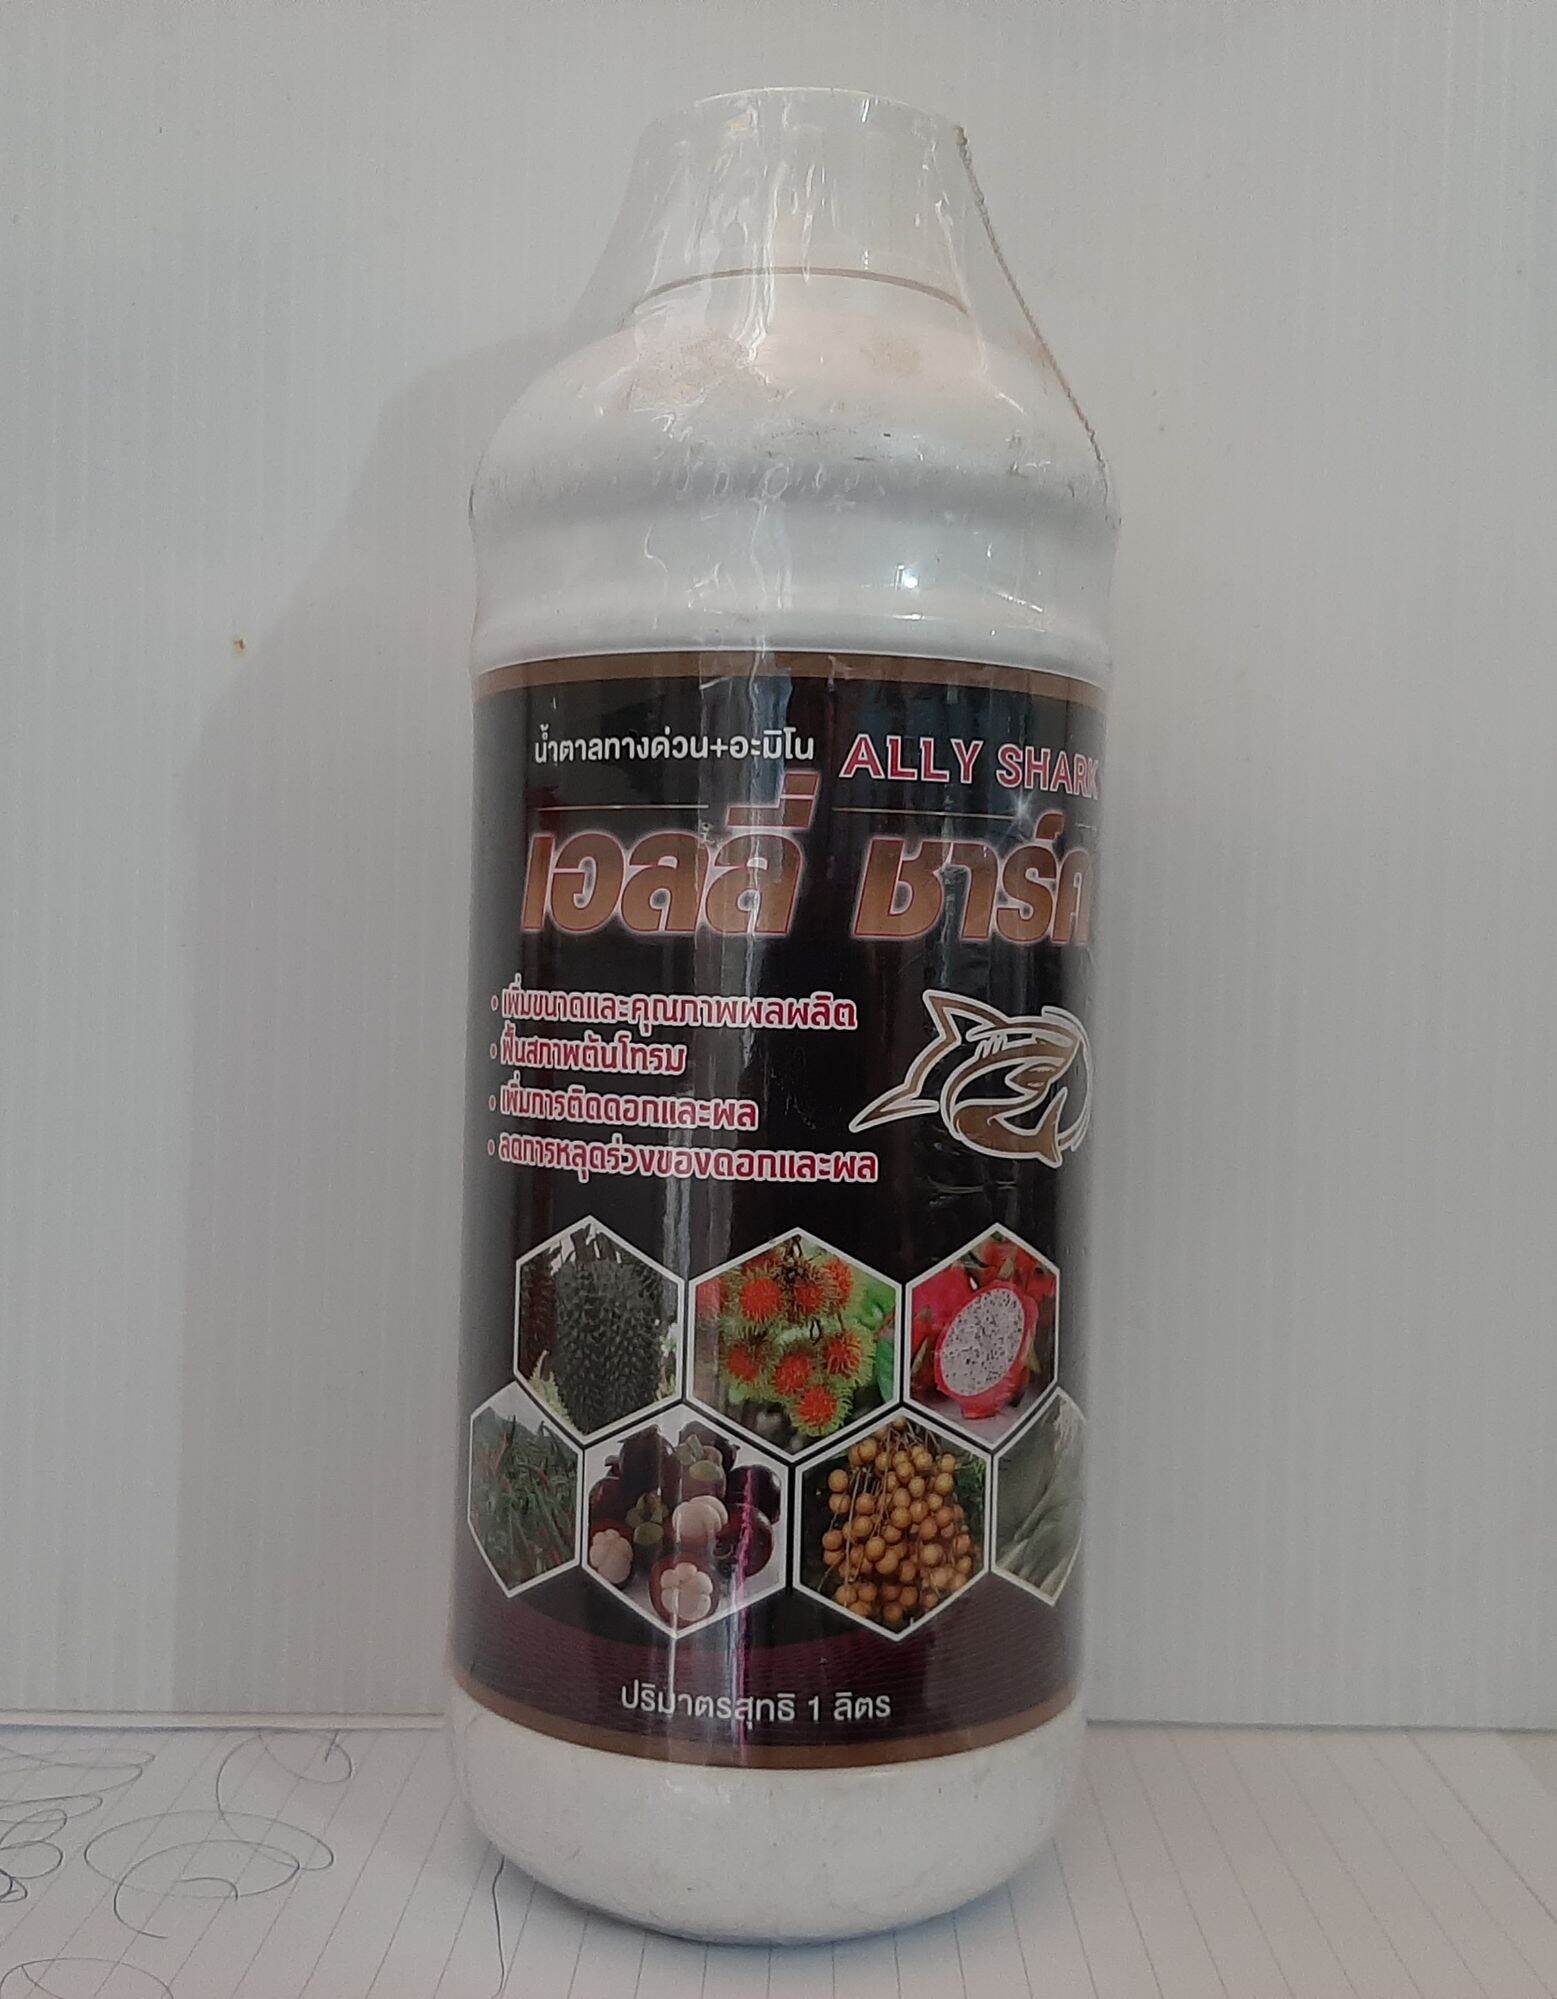 น้ำตาลทางด่วน+อะมิโน ALLY SHARK
เอลลี่ ชาร์ค
• เพิ่มขนาดและคุณภาพผลผลิต
• ฟื้นสภาพต้นโทรม
• เพิ่มการติดดอกและผล
• ลดการหลุดร่วงของดอกและผล
ปริมาตรสุทธิ 1 ลิตร